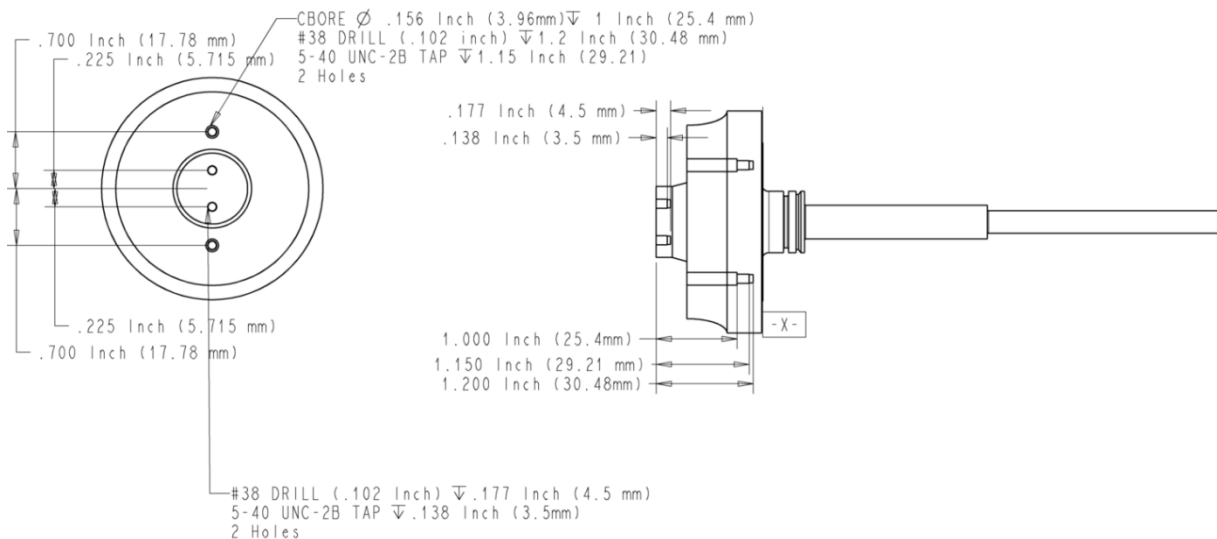 CBORE Ø .156 Inch (3.96mm)↧ 1 Inch (25.4 mm)
#38 DRILL (.102 inch) ↧1.2 Inch (30.48 mm)
5-40 UNC-2B TAP ↧1.15 Inch (29.21)
2 Holes
.700 Inch (17.78 mm)
.225 Inch (5.715 mm)
.225 Inch (5.715 mm)
.700 Inch (17.78 mm)
.177 Inch (4.5 mm)
.138 Inch (3.5 mm)
-X-
1.000 Inch (25.4mm)
1.150 Inch (29.21 mm)
1.200 Inch (30.48mm)
#38 DRILL (.102 Inch) ↧.177 Inch (4.5 mm)
5-40 UNC-2B TAP ↧.138 Inch (3.5mm)
2 Holes